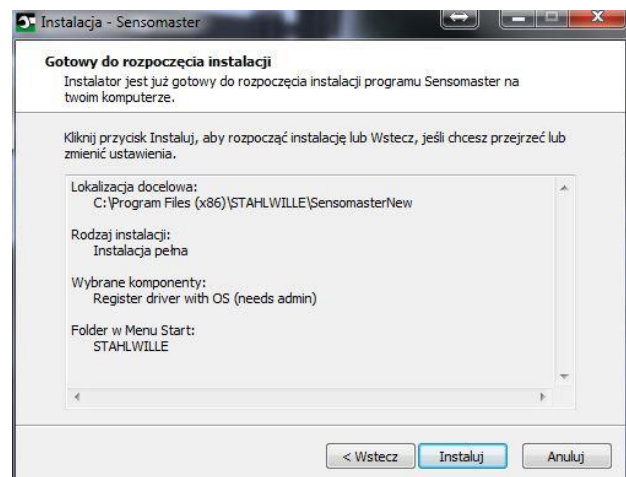 Instalacja - Sensomaster
Gotowy do rozpoczęcia instalacji
Instalator jest już gotowy do rozpoczęcia instalacji programu Sensomaster na
twoim komputerze.
Kliknij przycisk Instaluj, aby rozpocząć instalację lub Wstecz, jeśli chcesz przejrzeć lub
zmienić ustawienia.
Lokalizacja docelowa:
C:\Program Files (x86)\STAHLWILLE\SensomasterNew
Rodzaj instalacji:
Instalacja pełna
Wybrane komponenty:
Register driver with OS (needs admin)
Folder w Menu Start:
STAHLWILLE
< Wstecz Instaluj Anuluj